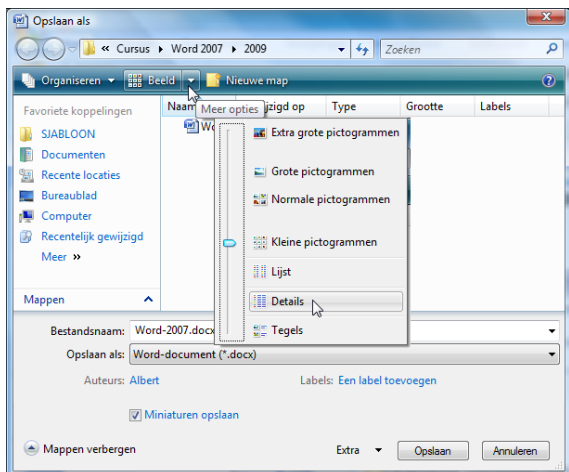 Opslaan als
« Cursus Word 2007 2009
Zoeken
Organiseren Beeld Nieuwe map
Meer opties
Favoriete koppelingen
SJABLOON
Documenten
Recente locaties
Bureaublad
Computer
Recentelijk gewijzigd
Meer »
Mappen
Naam jzigd op Type Grootte Labels
Wo
Extra grote pictogrammen
Grote pictogrammen
Normale pictogrammen
Kleine pictogrammen
Lijst
Details
Tegels
Bestandsnaam: Word-2007.docx
Opslaan als: Word-document (*.docx)
Auteurs: Albert Labels: Een label toevoegen
Miniaturen opslaan
Mappen verbergen Extra Opslaan Annuleren